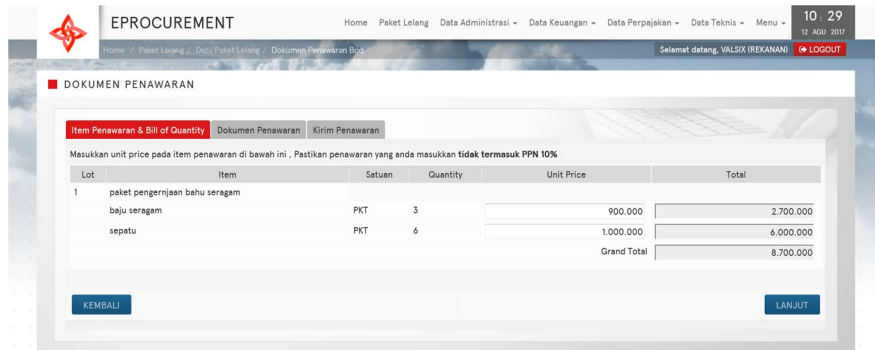 EPROCUREMENT
Home Paket Lelang Data Administrasi Data Keuangan Data Perpajakan Data Teknis Menu
10 : 29
12 AGU 2017
Home / Paket Lelang / Detil Paket Lelang / Dokumen Penawaran Boq
Selamat datang, VALSIX (REKANAN) LOGOUT
DOKUMEN PENAWARAN
Item Penawaran & Bill of Quantity Dokumen Penawaran Kirim Penawaran
Masukkan unit price pada item penawaran di bawah ini , Pastikan penawaran yang anda masukkan tidak termasuk PPN 10%
Lot Item Satuan Quantity Unit Price Total
1 paket pengernjaan bahu seragam
baju seragam PKT 3 900.000 2.700.000
sepatu PKT 6 1.000.000 6.000.000
Grand Total 8.700.000
KEMBALI LANJUT